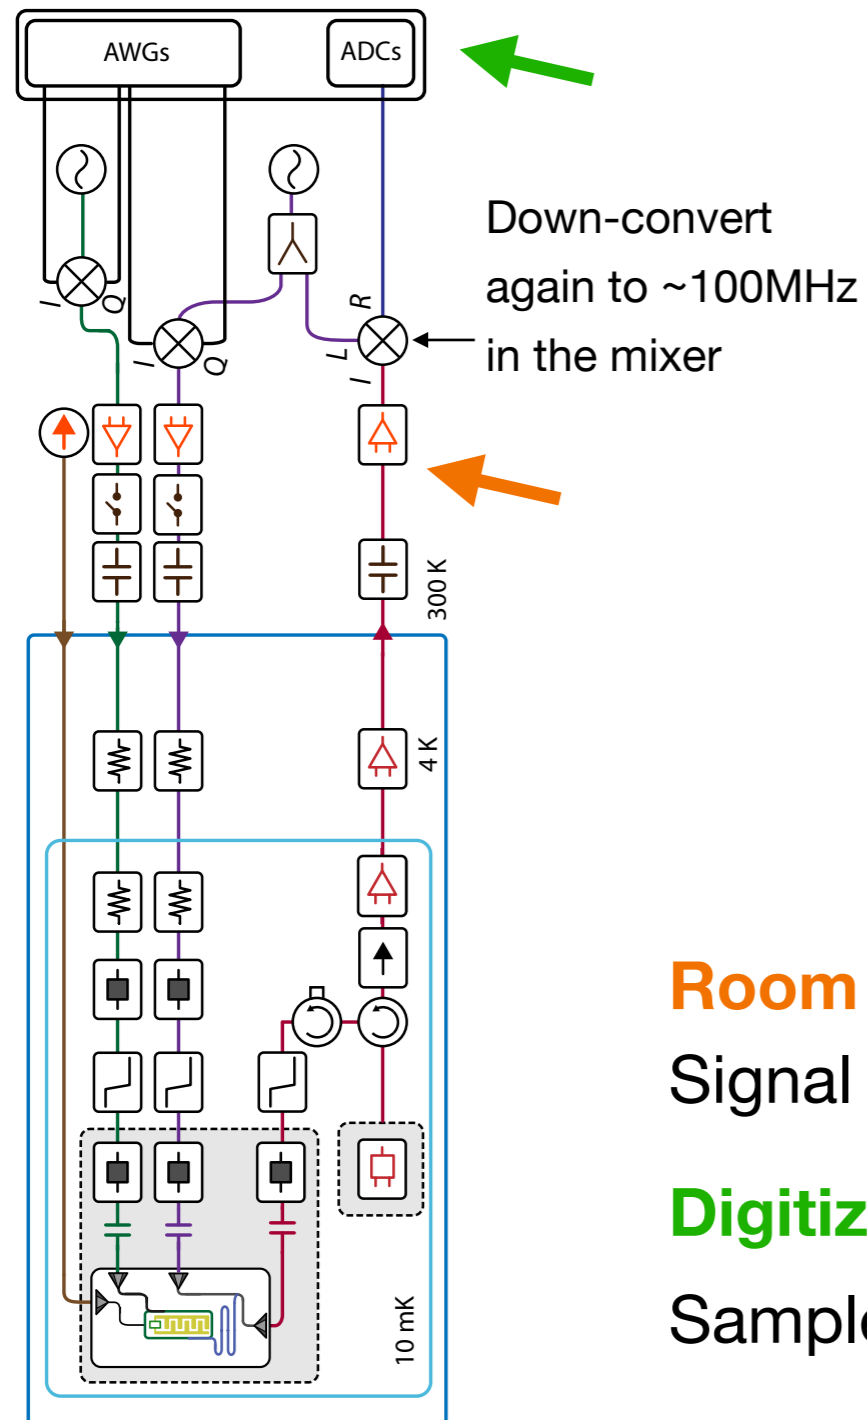 AWGs
ADCs
Down-convert
again to ~100MHz
in the mixer
I
Q
I
Q
L
R
I
300 K
4 K
10 mK
Room
Signal
Digitiz
Sample